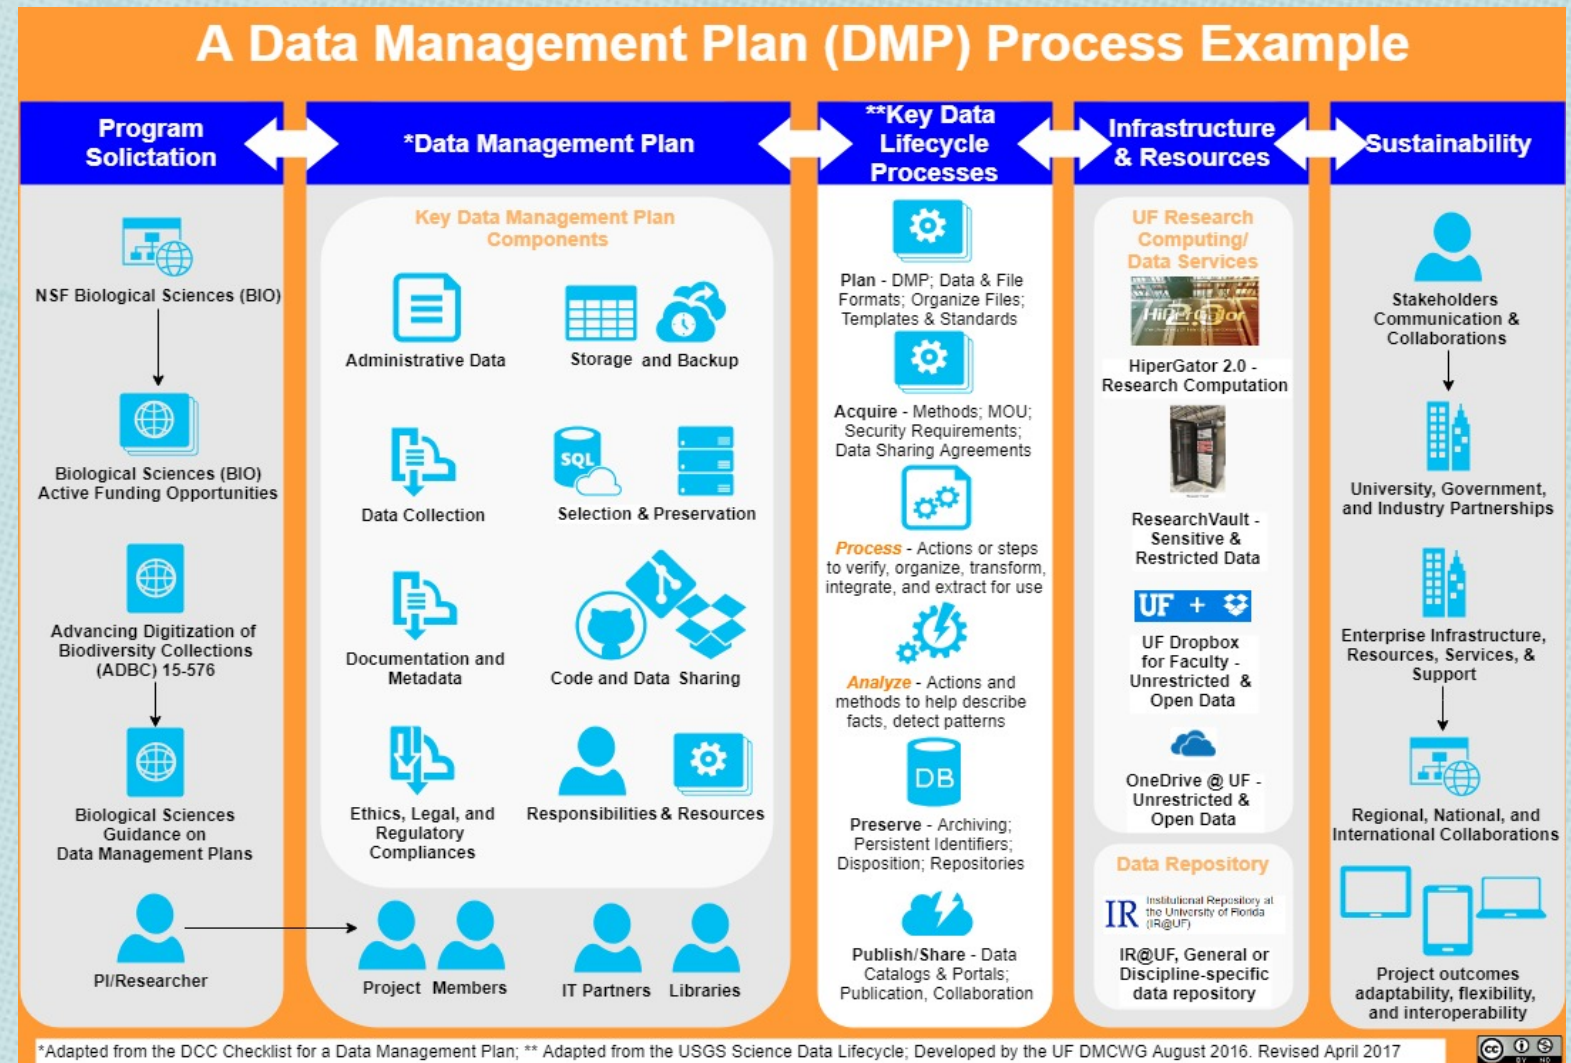 A Data Management Plan (DMP) Process Example
Program
Solictation
NSF Biological Sciences (BIO)
Biological Sciences (BIO)
Active Funding Opportunities
Advancing Digitization of
Biodiversity Collections
(ADBC) 15-576
Biological Sciences
Guidance on
Data Management Plans
PI/Researcher
*Data Management Plan
Key Data Management Plan
Components
Administrative Data
Storage and Backup
Data Collection
SQL
Selection & Preservation
Documentation and
Metadata
Code and Data Sharing
Ethics, Legal, and
Regulatory
Compliances
Responsibilities & Resources
Project Members
IT Partners
Libraries
**Key Data
Lifecycle
Processes
Plan - DMP; Data & File
Formats; Organize Files;
Templates & Standards
Acquire - Methods; MOU;
Security Requirements;
Data Sharing Agreements
Process - Actions or steps
to verify, organize, transform,
integrate, and extract for use
Analyze - Actions and
methods to help describe
facts, detect patterns
DB
Preserve - Archiving;
Persistent Identifiers;
Disposition; Repositories
Publish/Share - Data
Catalogs & Portals;
Publication, Collaboration
Infrastructure
& Resources
UF Research
Computing/
Data Services
HiPerGator
2.0
HiperGator 2.0 -
Research Computation
ResearchVault -
Sensitive &
Restricted Data
UF +
UF Dropbox
for Faculty -
Unrestricted &
Open Data
OneDrive @ UF -
Unrestricted &
Open Data
Data Repository
IR
Institutional Repository at
the University of Florida
(IR@UF)
IR@UF, General or
Discipline-specific
data repository
Sustainability
Stakeholders
Communication &
Collaborations
University, Government,
and Industry Partnerships
Enterprise Infrastructure,
Resources, Services, &
Support
Regional, National, and
International Collaborations
Project outcomes
adaptability, flexibility,
and interoperability
*Adapted from the DCC Checklist for a Data Management Plan; ** Adapted from the USGS Science Data Lifecycle; Developed by the UF DMCWG August 2016. Revised April 2017
cc